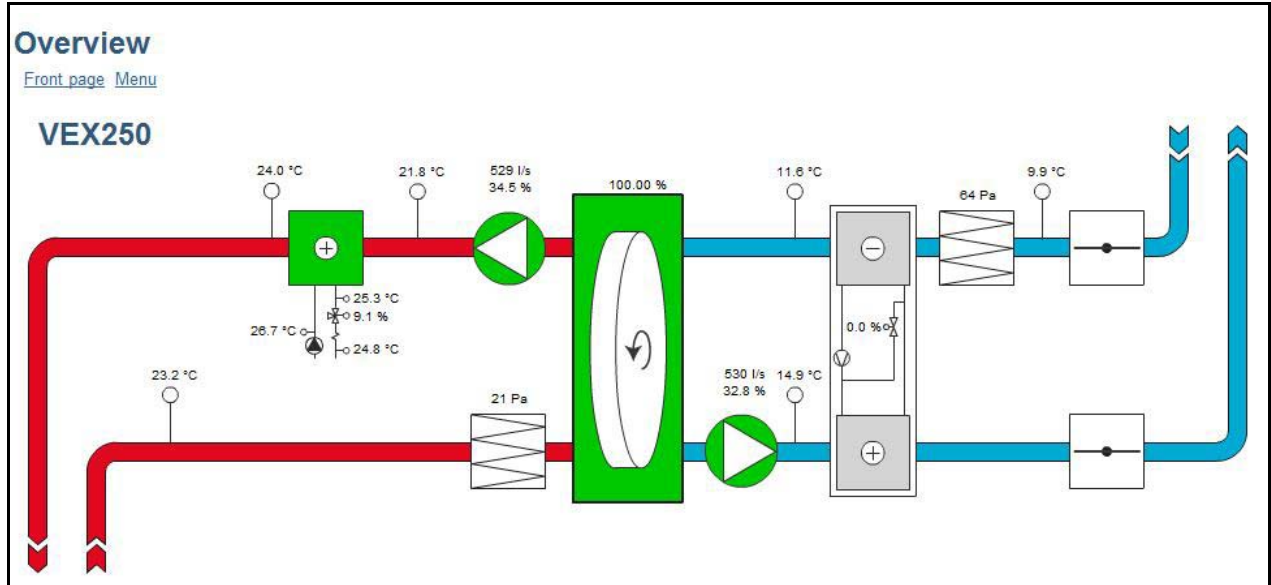 Overview
Front page Menu
VEX250
24.0 °C
21.8 °C
529 l/s
34.5 %
100.00 %
11.6 °C
64 Pa
9.9 °C
25.3 °C
9.1 %
26.7 °C
24.8 °C
0.0 %
23.2 °C
21 Pa
530 l/s
32.8 %
14.9 °C